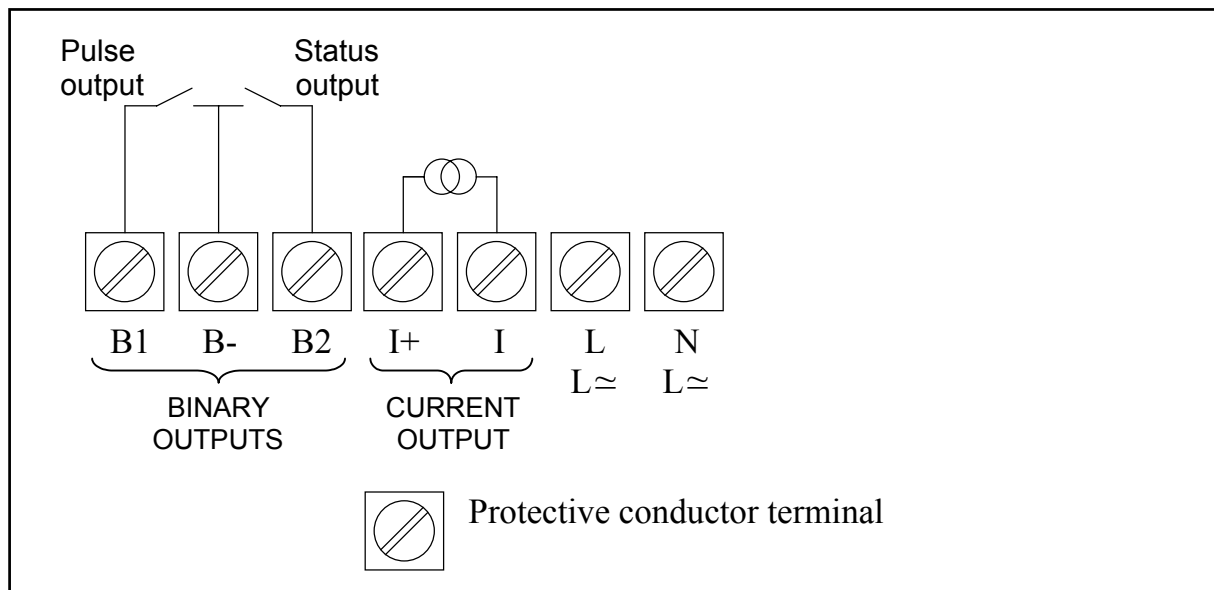 Pulse output
Status output
B1 B- B2 I+ I L N
L≃ L≃
BINARY OUTPUTS
CURRENT OUTPUT
Protective conductor terminal